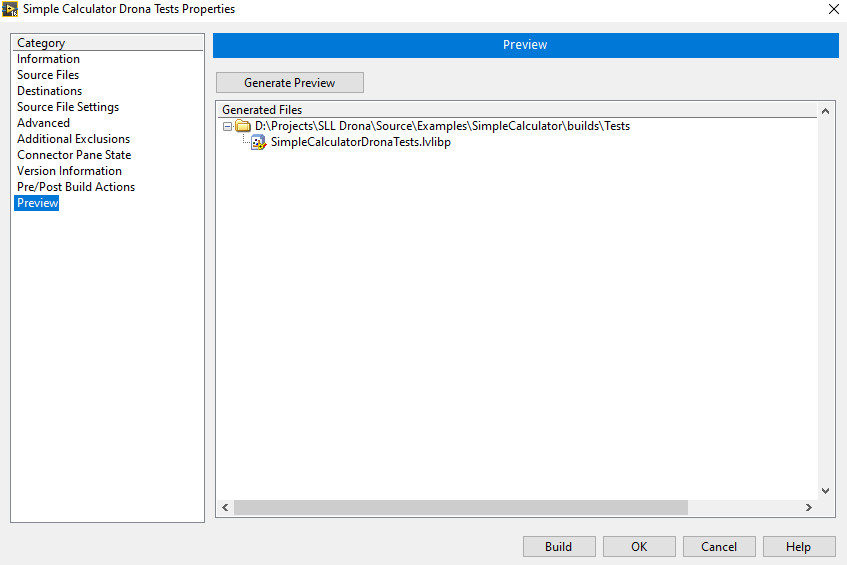 Simple Calculator Drona Tests Properties
Category
Information
Source Files
Destinations
Source File Settings
Advanced
Additional Exclusions
Connector Pane State
Version Information
Pre/Post Build Actions
Preview
Preview
Generate Preview
Generated Files
D:\Projects\SLL Drona\Source\Examples\SimpleCalculator\builds\Tests
SimpleCalculatorDronaTests.lvlibp
Build OK Cancel Help